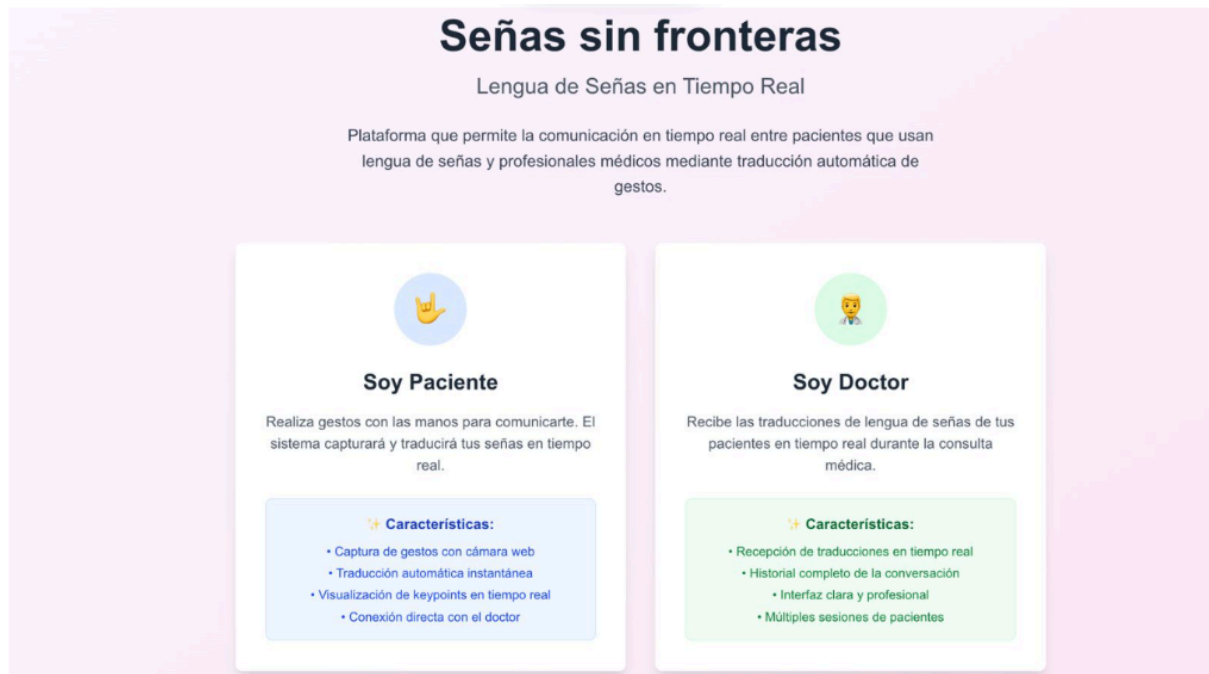 Señas sin fronteras
Lengua de Señas en Tiempo Real
Plataforma que permite la comunicación en tiempo real entre pacientes que usan
lengua de señas y profesionales médicos mediante traducción automática de
gestos.
Soy Paciente
Realiza gestos con las manos para comunicarte. El
sistema capturará y traducirá tus señas en tiempo
real.
✨ Características:
• Captura de gestos con cámara web
• Traducción automática instantánea
• Visualización de keypoints en tiempo real
• Conexión directa con el doctor
Soy Doctor
Recibe las traducciones de lengua de señas de tus
pacientes en tiempo real durante la consulta
médica.
✨ Características:
• Recepción de traducciones en tiempo real
• Historial completo de la conversación
• Interfaz clara y profesional
• Múltiples sesiones de pacientes